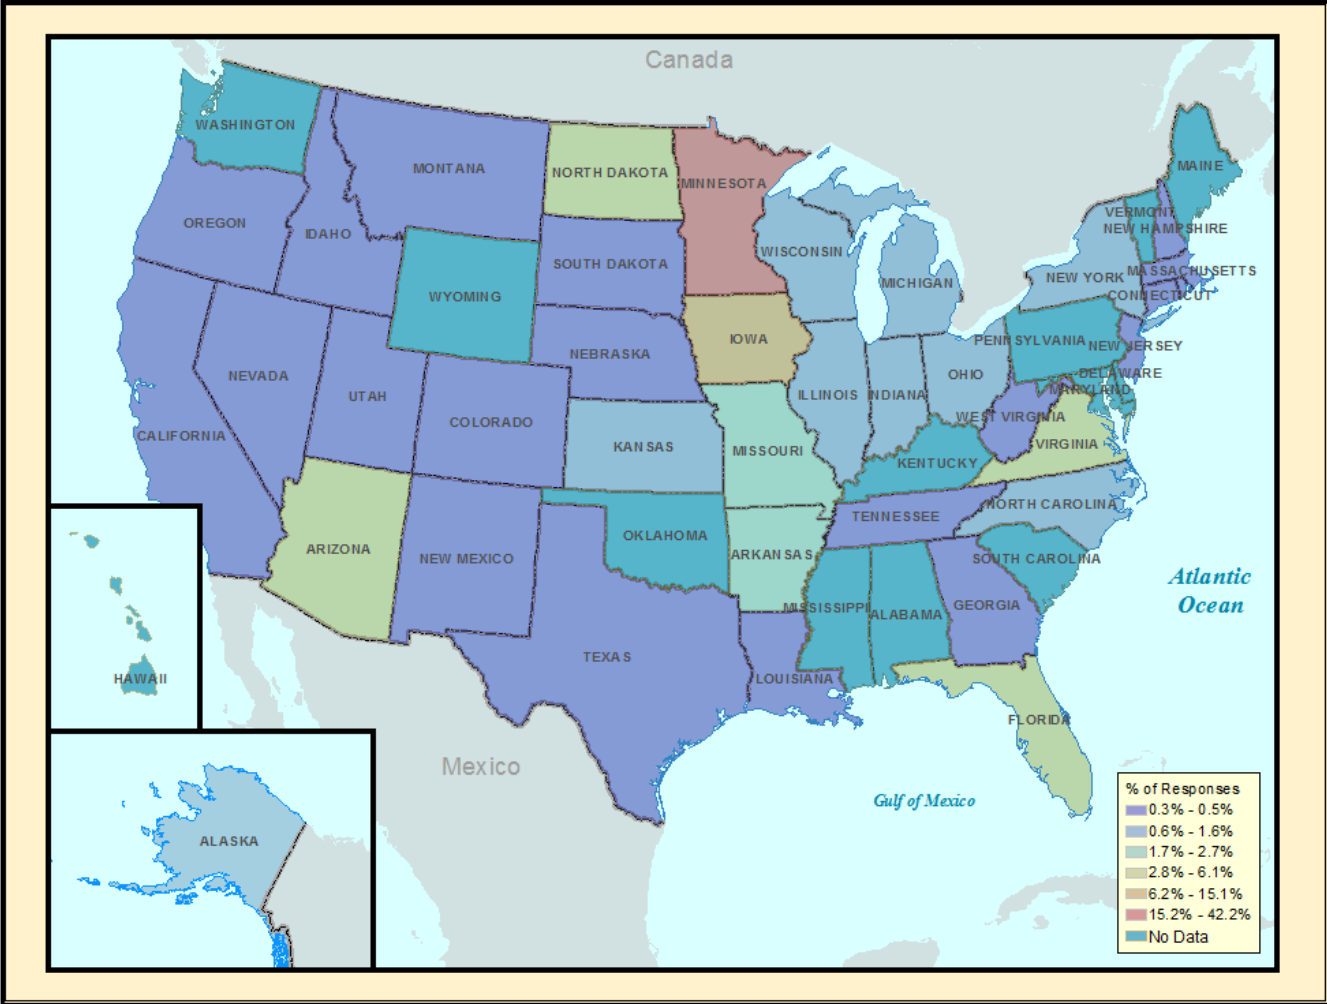 Canada
WASHINGTON
MONTANA
NORTH DAKOTA
MINNESOTA
MAINE
OREGON
IDAHO
VERMONT
NEW HAMPSHIRE
WISCONSIN
SOUTH DAKOTA
MICHIGAN
NEW YORK
MASSACHUSETTS
WYOMING
CONNECTICUT
IOWA
PENNSYLVANIA
NEW JERSEY
NEBRASKA
NEVADA
UTAH
OHIO
DELAWARE
MARYLAND
ILLINOIS
INDIANA
COLORADO
WEST VIRGINIA
CALIFORNIA
KANSAS
MISSOURI
VIRGINIA
KENTUCKY
NORTH CAROLINA
TENNESSEE
ARIZONA
NEW MEXICO
OKLAHOMA
ARKANSAS
SOUTH CAROLINA
Atlantic
Ocean
MISSISSIPPI
ALABAMA
GEORGIA
TEXAS
LOUISIANA
HAWAII
FLORIDA
Mexico
Gulf of Mexico
ALASKA
% of Responses
0.3% - 0.5%
0.6% - 1.6%
1.7% - 2.7%
2.8% - 6.1%
6.2% - 15.1%
15.2% - 42.2%
No Data